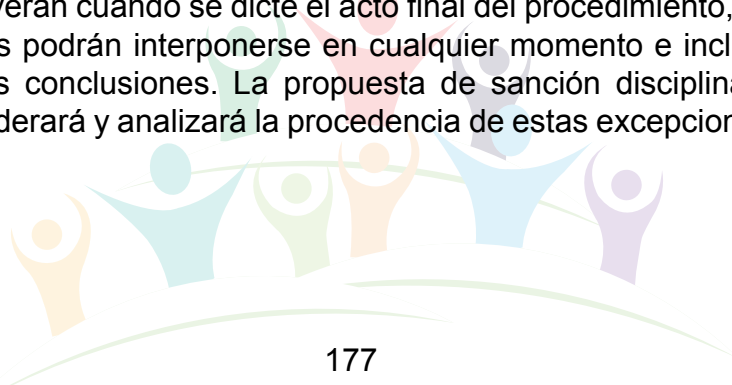 verán cuando se dicte el acto final del procedimiento,
s podrán interponerse en cualquier momento e incl
s conclusiones. La propuesta de sanción disciplina
derará y analizará la procedencia de estas excepcion
177